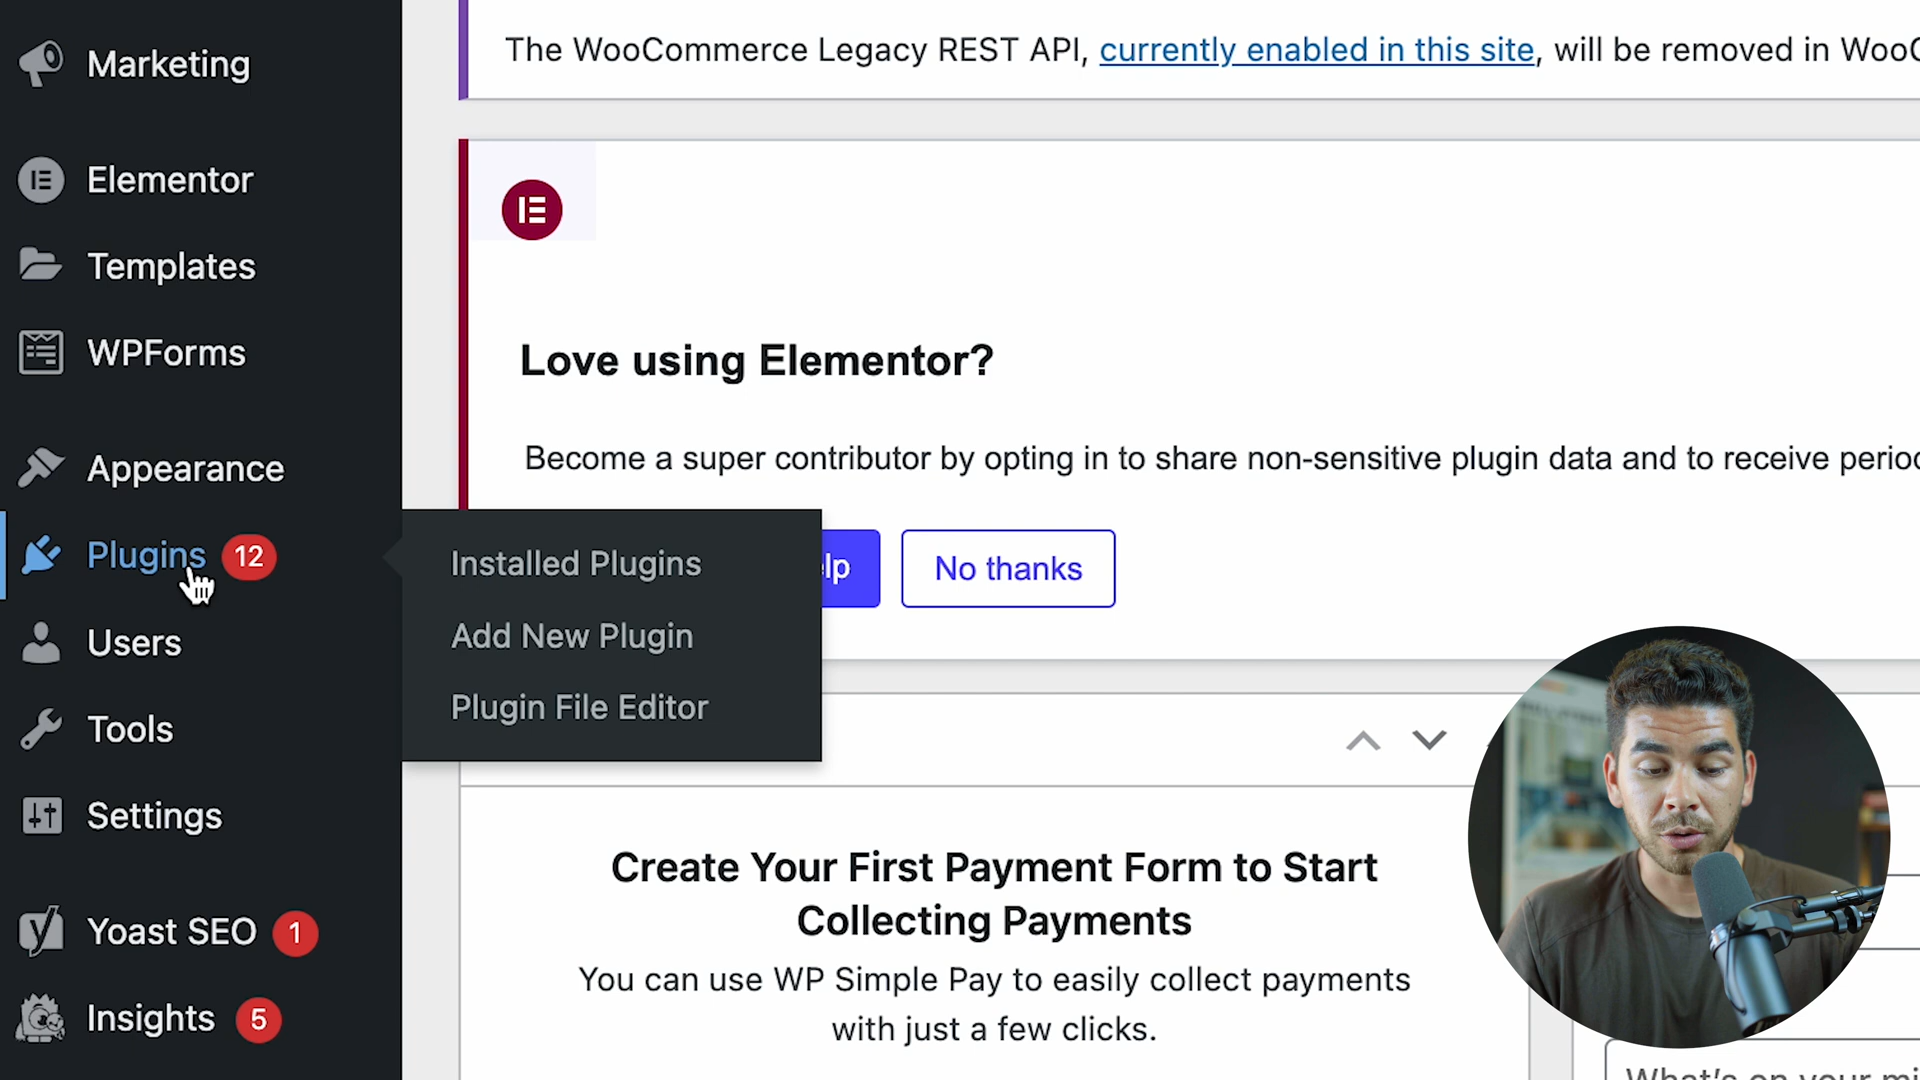 Marketing
Elementor
Templates
WPForms
Appearance
Plugins 12
Users
Tools
Settings
Yoast SEO 1
Insights 5
Installed Plugins
Add New Plugin
Plugin File Editor
The WooCommerce Legacy REST API, currently enabled in this site, will be removed in
Love using Elementor?
Become a super contributor by opting in to share non-sensitive plugin data and to receive
No thanks
Create Your First Payment Form to Start
Collecting Payments
You can use WP Simple Pay to easily collect payments
with just a few clicks.
What's on your